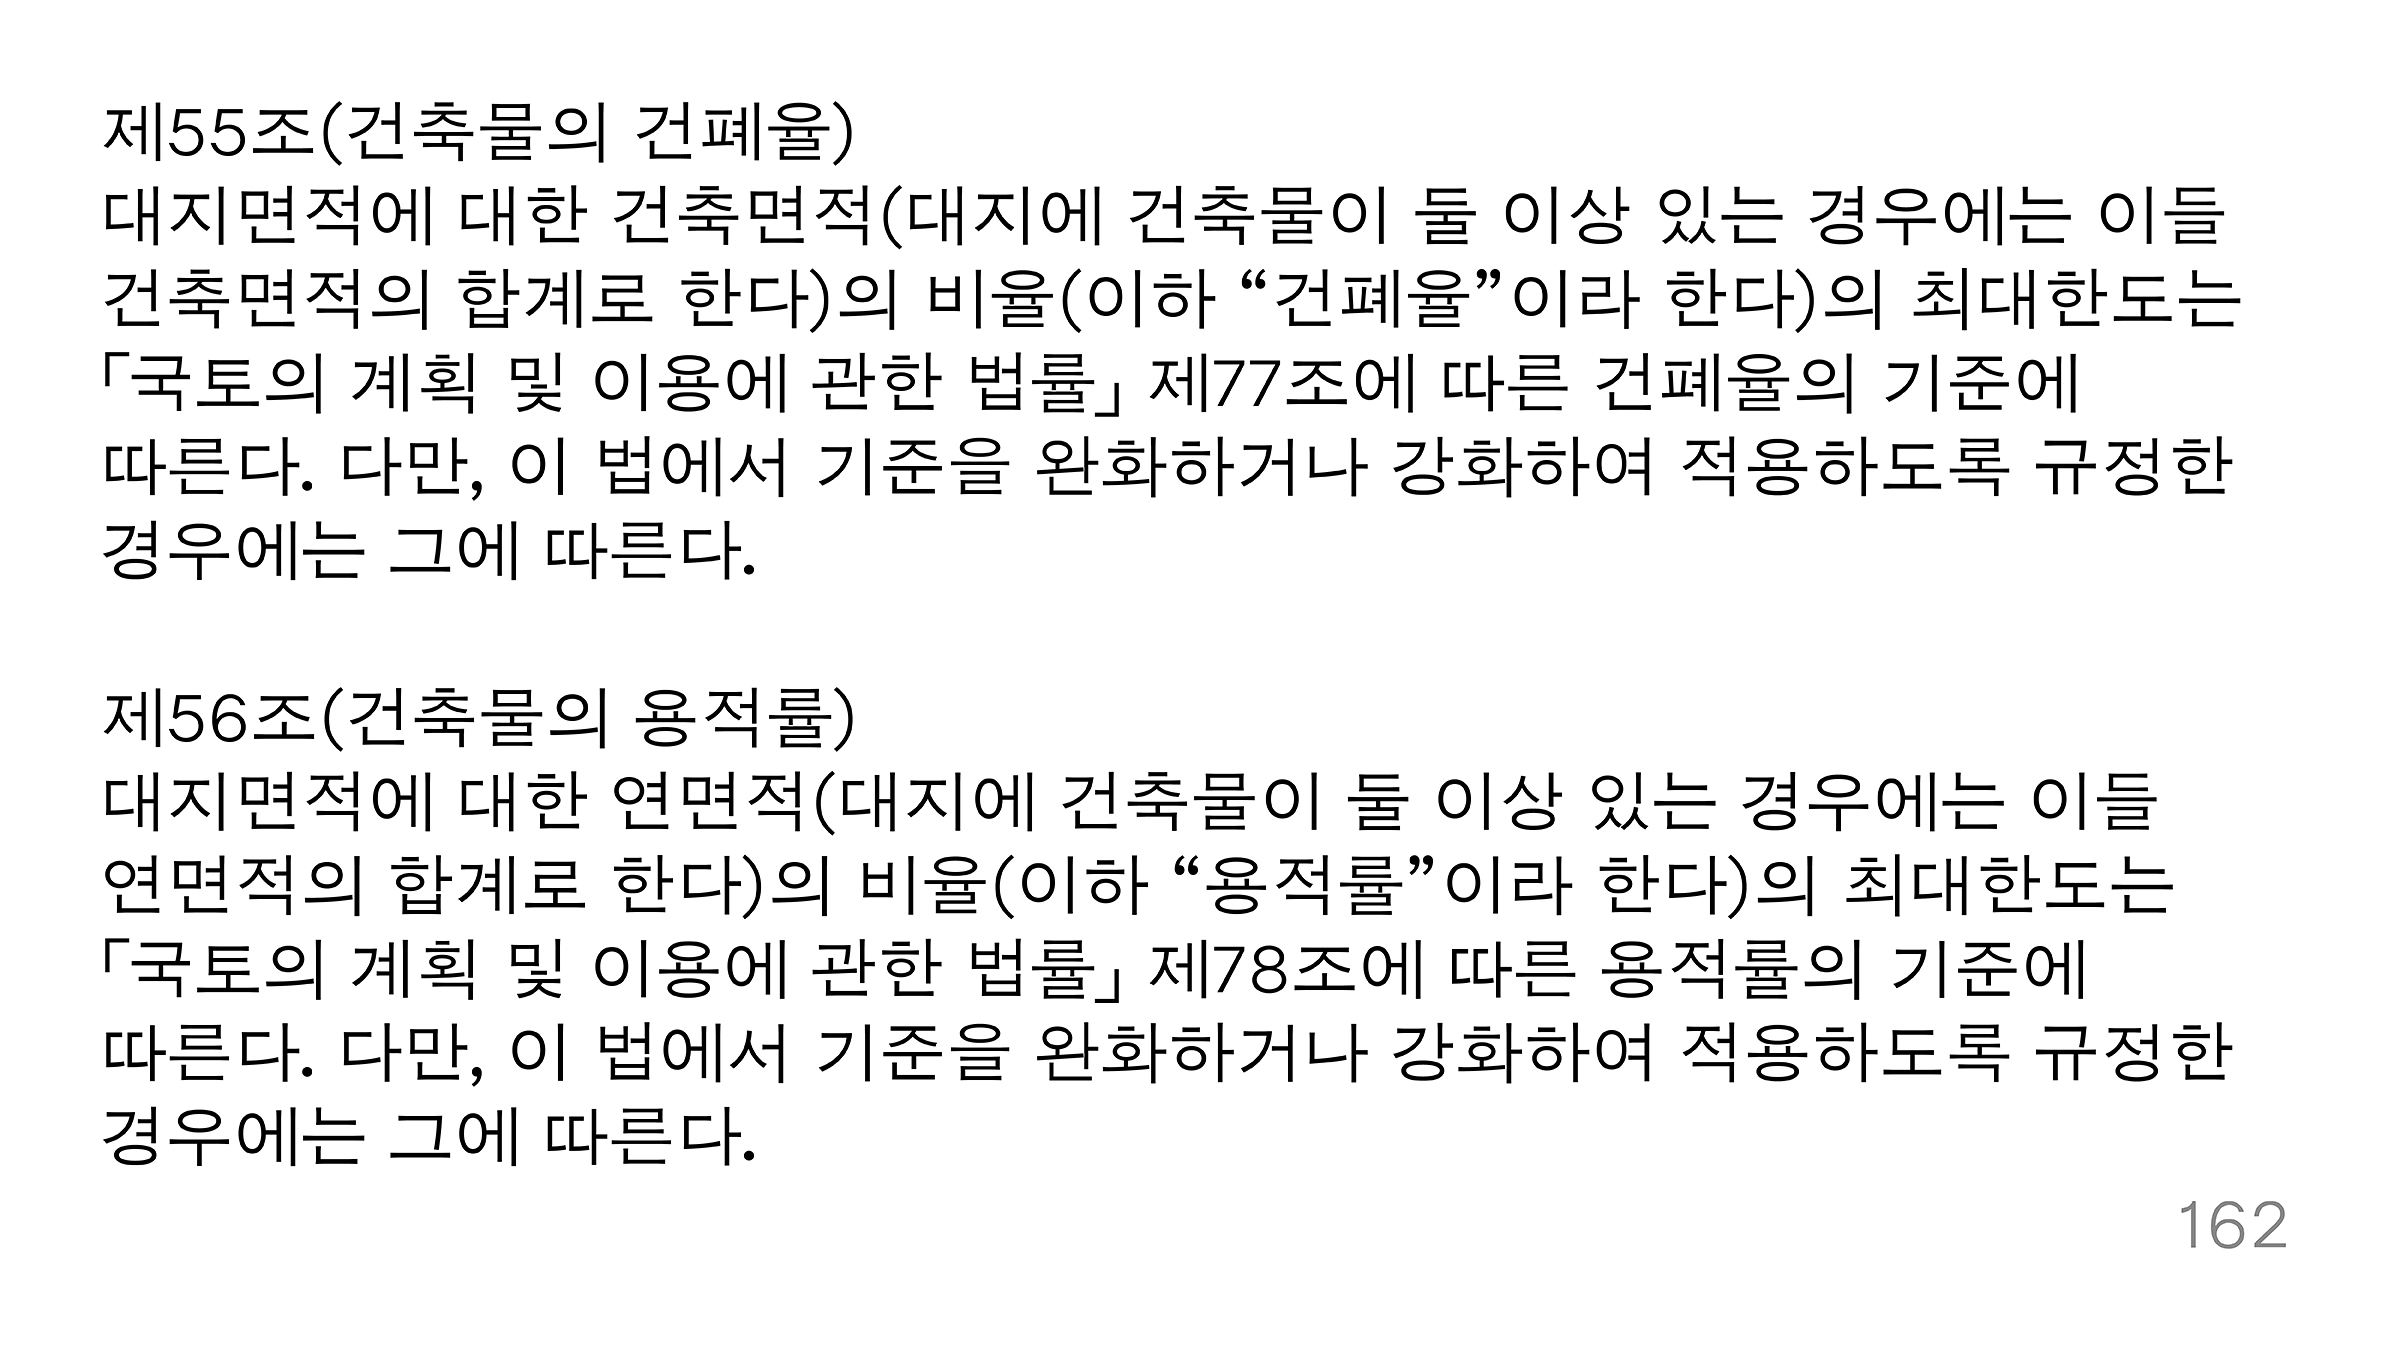 제55조(건축물의 건폐율)
대지면적에 대한 건축면적(대지에 건축물이 둘 이상 있는 경우에는 이들
건축면적의 합계로 한다)의 비율(이하 “건폐율”이라 한다)의 최대한도는
「국토의 계획 및 이용에 관한 법률」 제77조에 따른 건폐율의 기준에
따른다. 다만, 이 법에서 기준을 완화하거나 강화하여 적용하도록 규정한
경우에는 그에 따른다.
제56조(건축물의 용적률)
대지면적에 대한 연면적(대지에 건축물이 둘 이상 있는 경우에는 이들
연면적의 합계로 한다)의 비율(이하 “용적률”이라 한다)의 최대한도는
「국토의 계획 및 이용에 관한 법률」 제78조에 따른 용적률의 기준에
따른다. 다만, 이 법에서 기준을 완화하거나 강화하여 적용하도록 규정한
경우에는 그에 따른다.
162